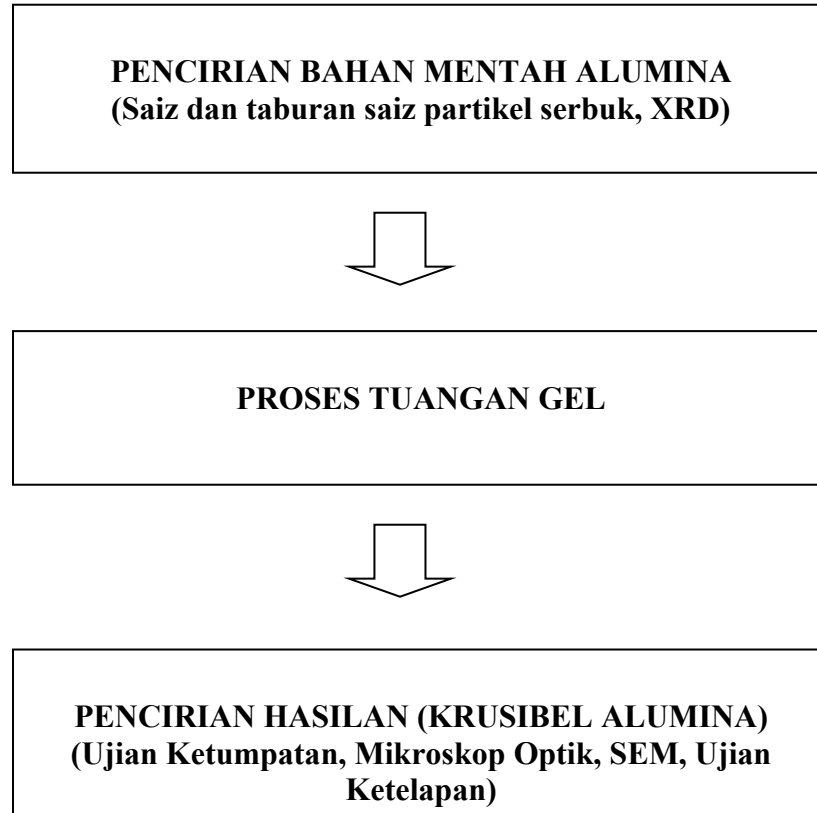 PENCIRIAN BAHAN MENTAH ALUMINA
(Saiz dan taburan saiz partikel serbuk, XRD)
PROSES TUANGAN GEL
PENCIRIAN HASILAN (KRUSIBEL ALUMINA)
(Ujian Ketumpatan, Mikroskop Optik, SEM, Ujian
Ketelapan)